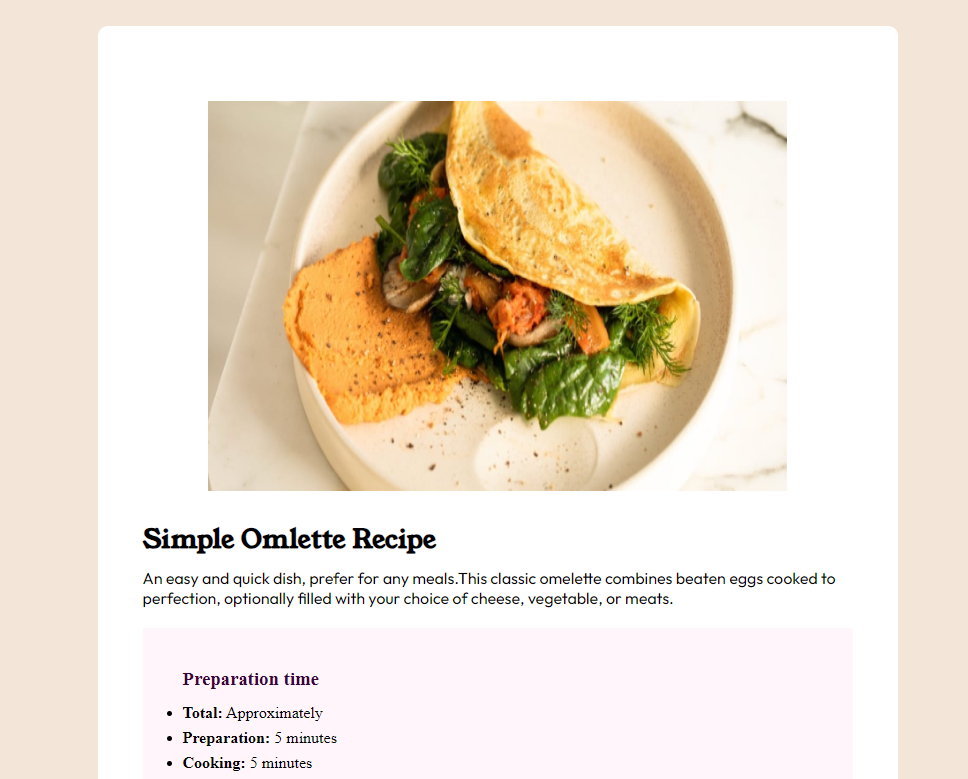 Simple Omlette Recipe
An easy and quick dish, prefer for any meals.This classic omelette combines beaten eggs cooked to
perfection, optionally filled with your choice of cheese, vegetable, or meats.
Preparation time
Total: Approximately
Preparation: 5 minutes
Cooking: 5 minutes